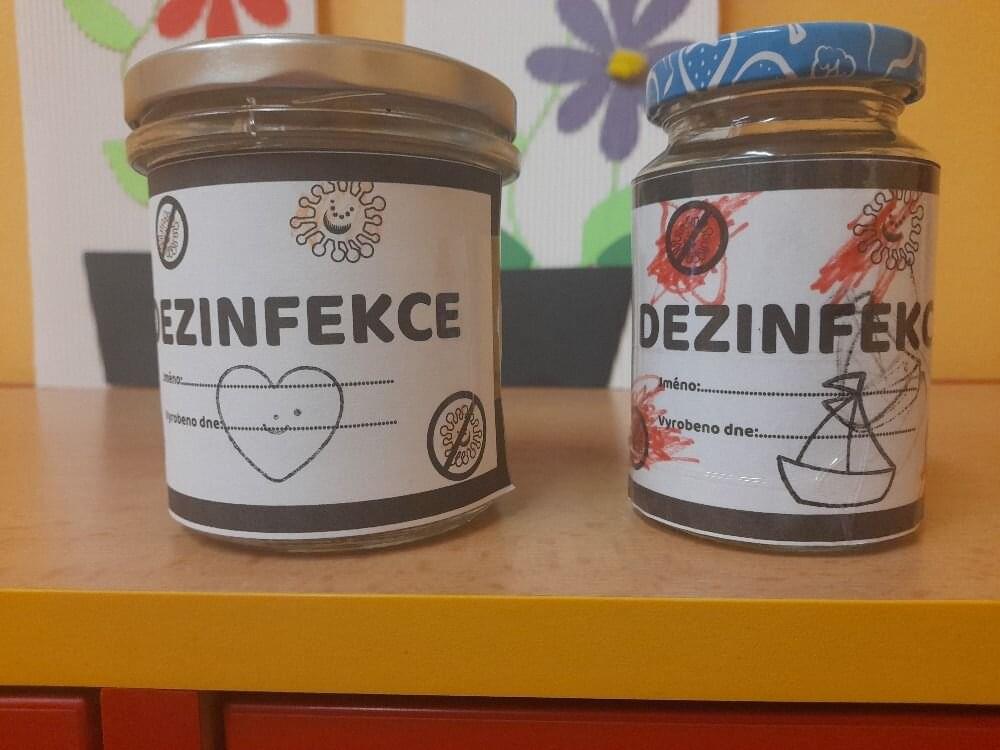 DEZINFEKCE
Jméno:
Vyrobeno dne:
DEZINFEKC
Jméno:
Vyrobeno dne: